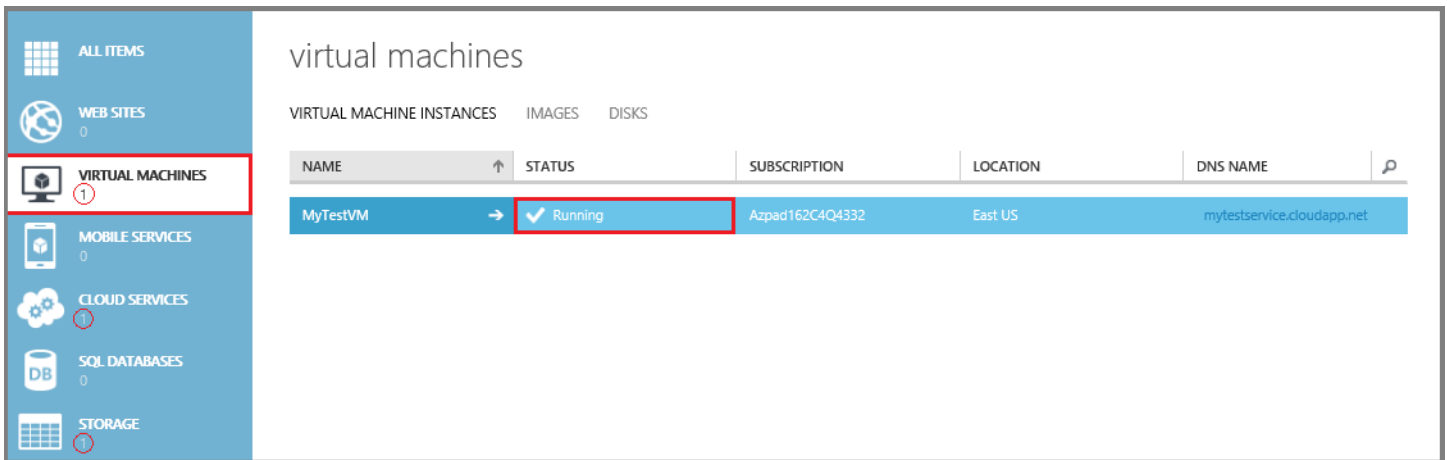 ALL ITEMS
WEB SITES
0
VIRTUAL MACHINES
1
MOBILE SERVICES
0
CLOUD SERVICES
1
SQL DATABASES
0
DB
STORAGE
1
virtual machines
VIRTUAL MACHINE INSTANCES IMAGES DISKS
NAME STATUS SUBSCRIPTION LOCATION DNS NAME
MyTestVM Running Azpad162C4Q4332 East US mytestservice.cloudapp.net